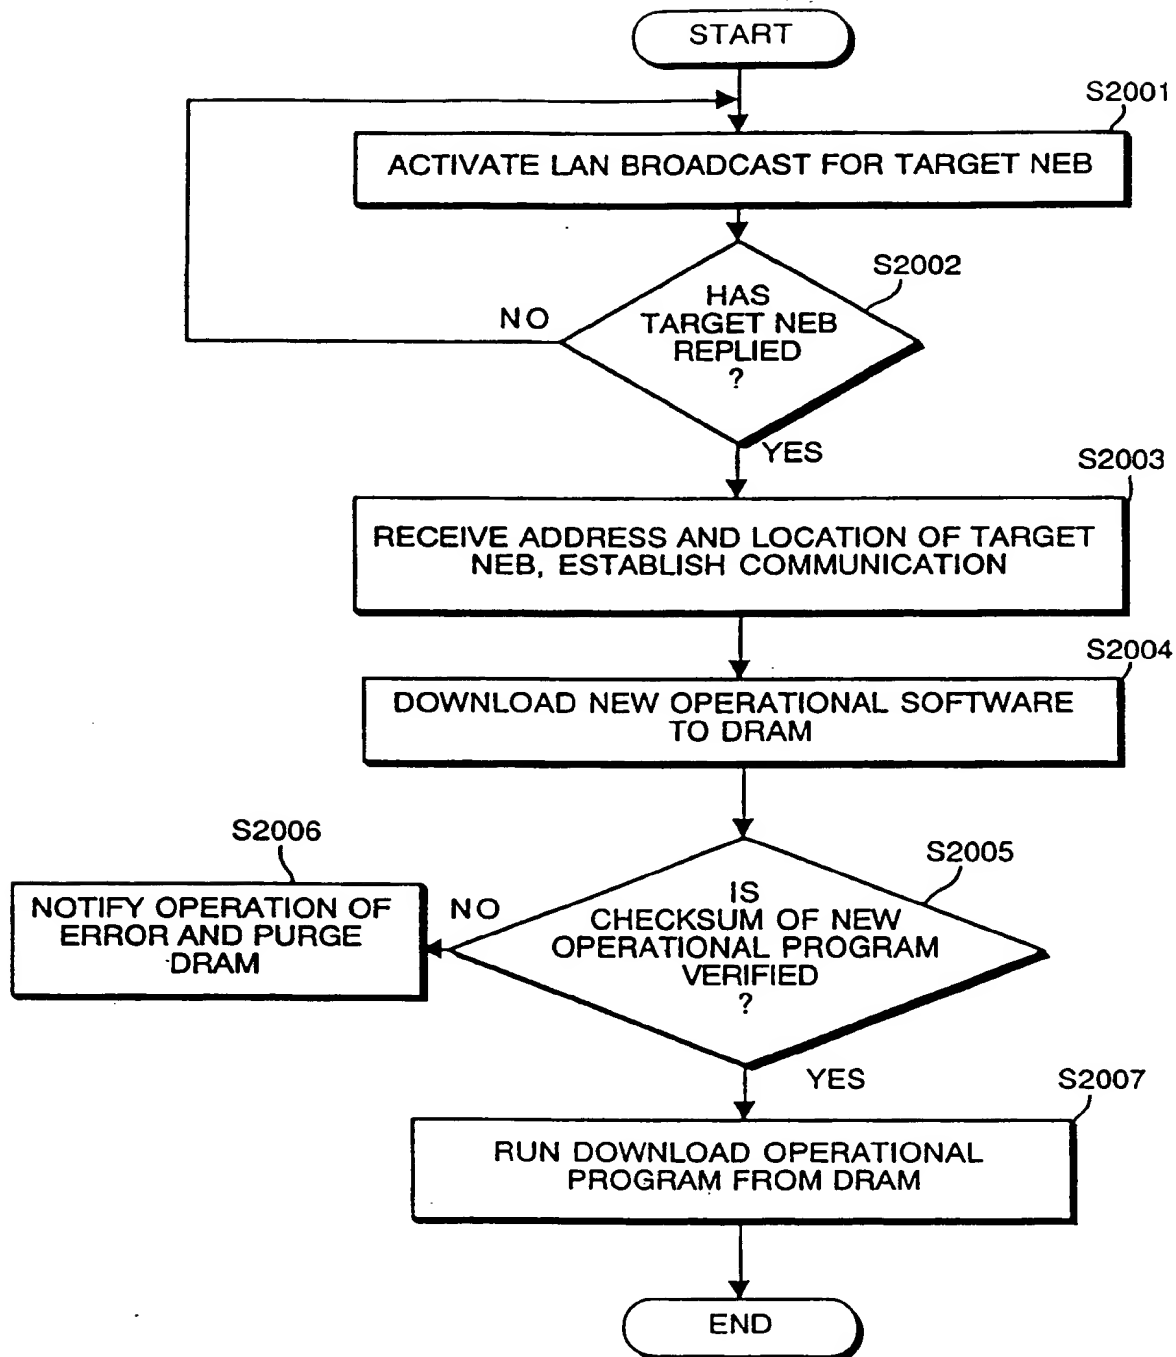 START
S2001
ACTIVATE LAN BROADCAST FOR TARGET NEB
S2002
HAS
TARGET NEB
REPLIED
?
NO
YES
S2003
RECEIVE ADDRESS AND LOCATION OF TARGET
NEB, ESTABLISH COMMUNICATION
S2004
DOWNLOAD NEW OPERATIONAL SOFTWARE
TO DRAM
S2005
IS
CHECKSUM OF NEW
OPERATIONAL PROGRAM
VERIFIED
?
NO
S2006
NOTIFY OPERATION OF
ERROR AND PURGE
DRAM
YES
S2007
RUN DOWNLOAD OPERATIONAL
PROGRAM FROM DRAM
END